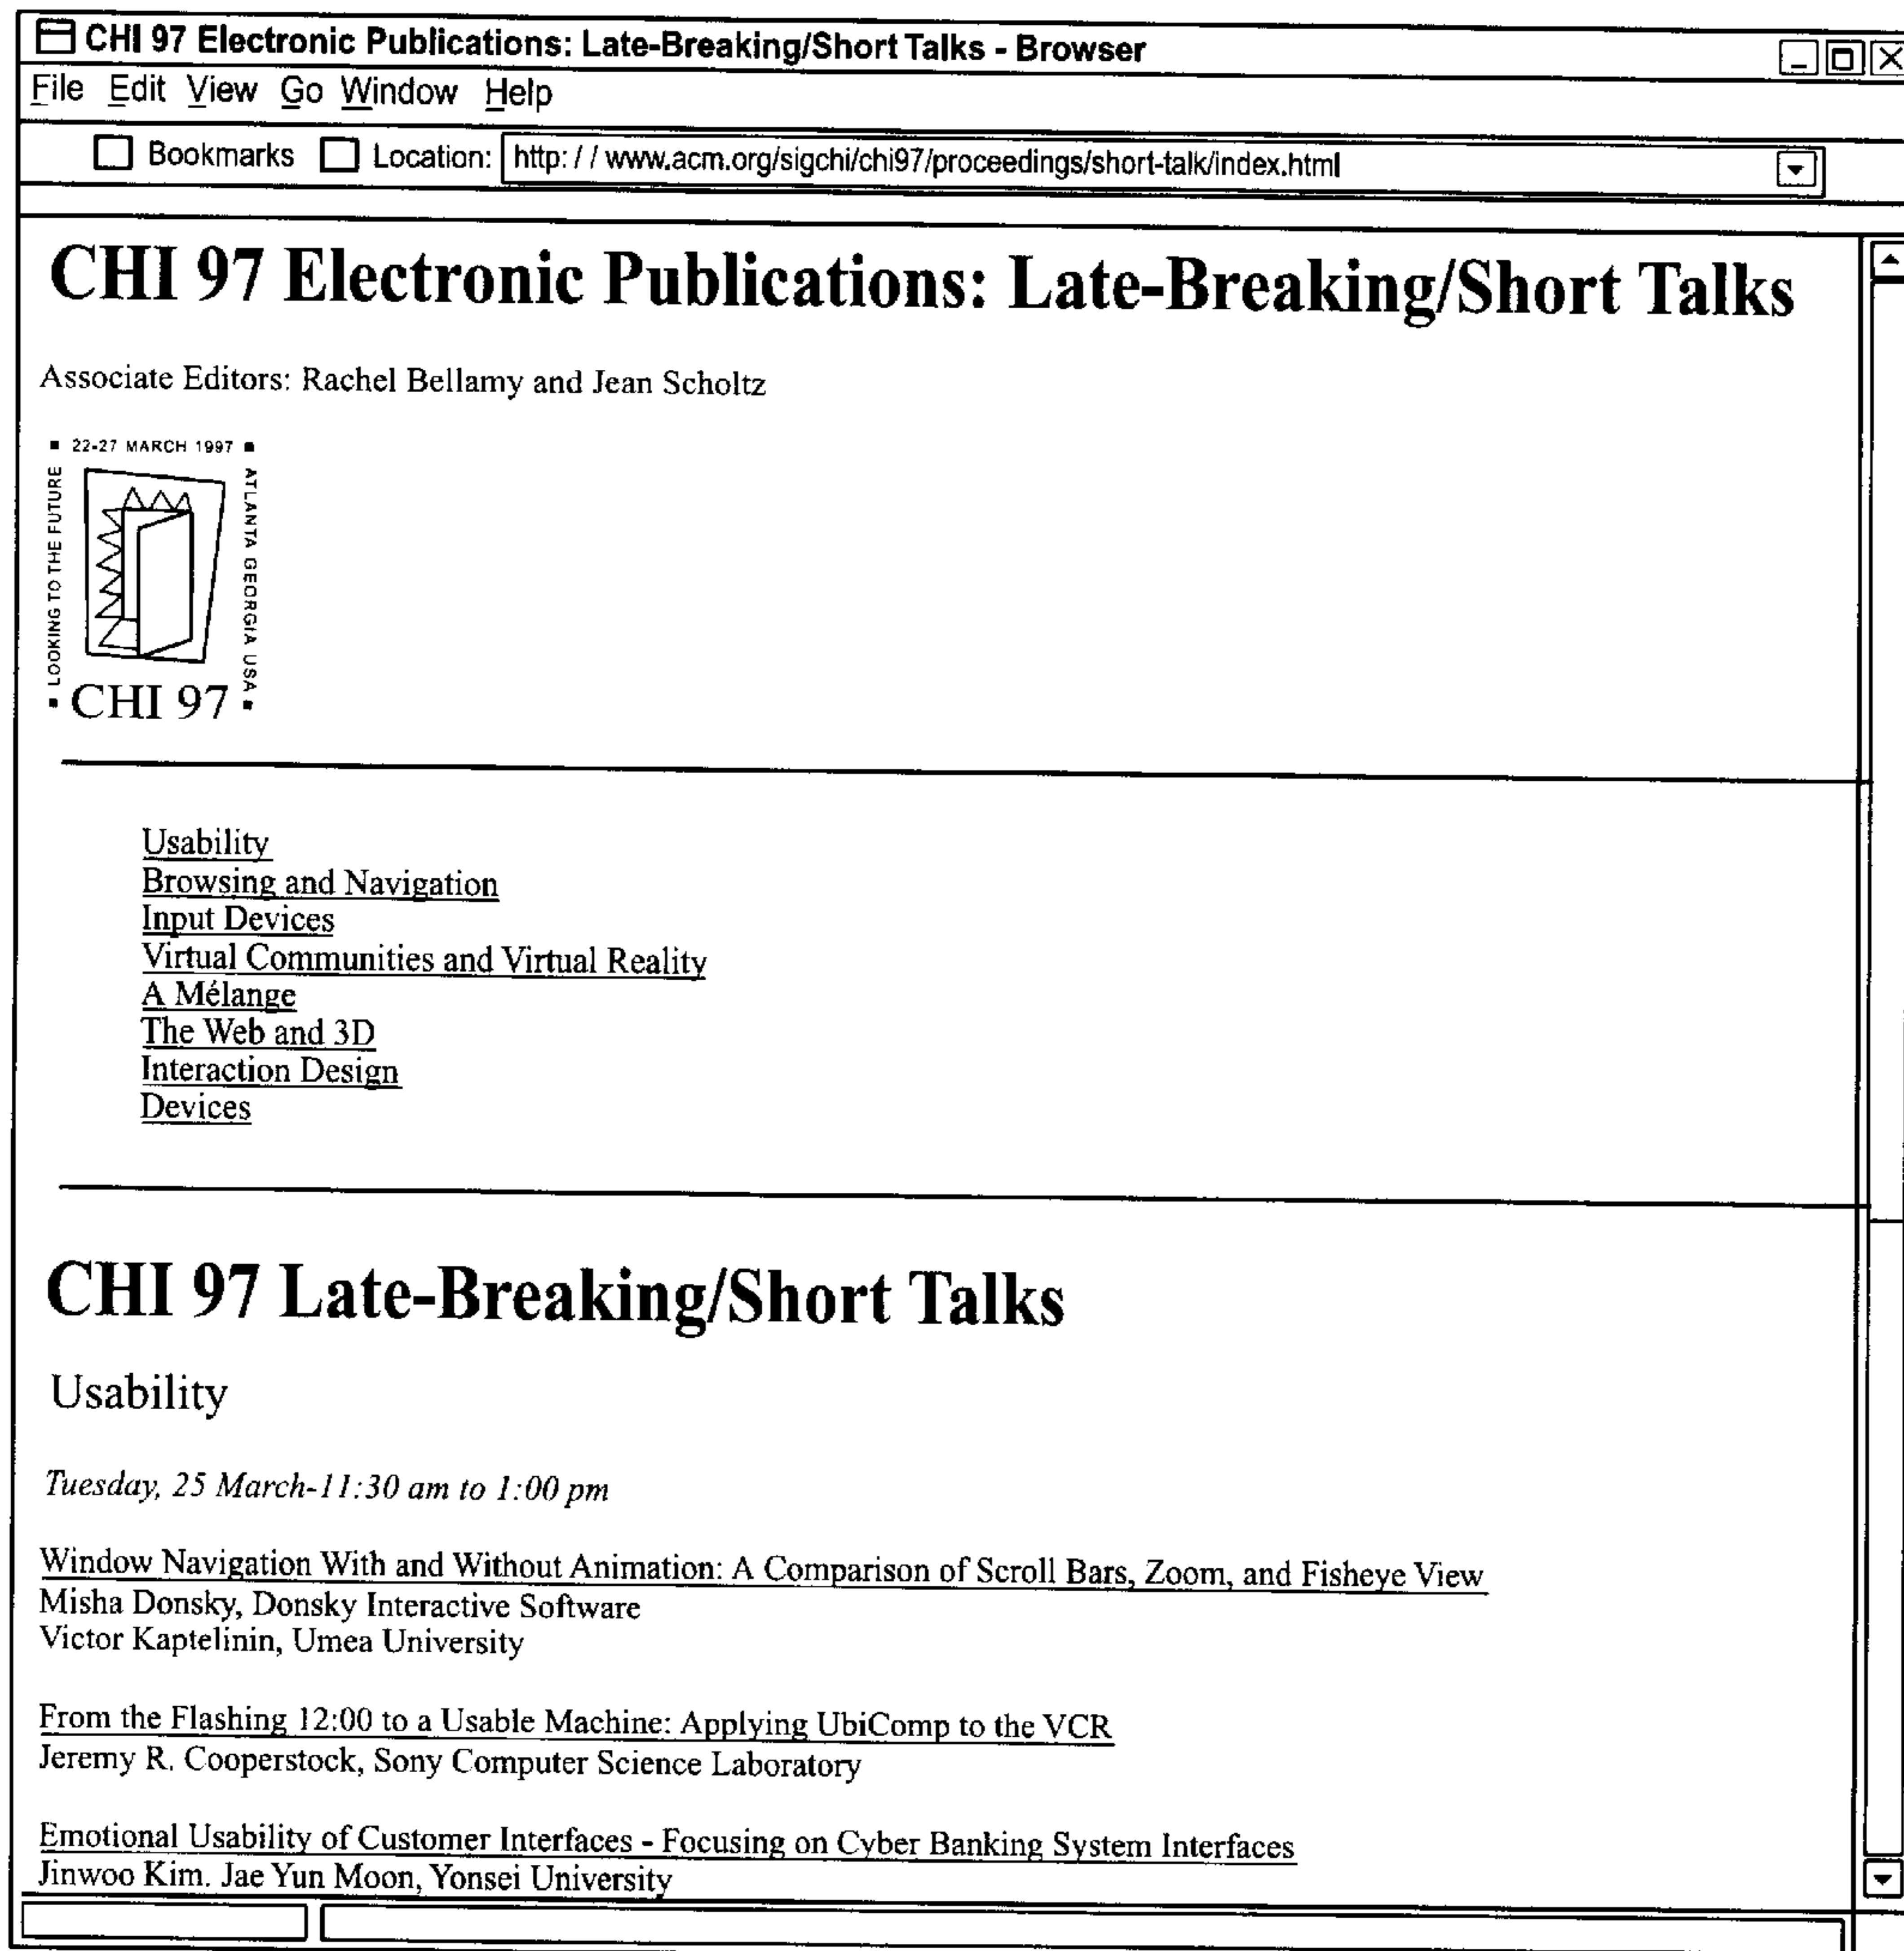 CHI 97 Electronic Publications: Late-Breaking/Short Talks - Browser
File Edit View Go Window Help
Bookmarks Location: http: / / www.acm.org/sigchi/chi97/proceedings/short-talk/index.html
CHI 97 Electronic Publications: Late-Breaking/Short Talks
Associate Editors: Rachel Bellamy and Jean Scholtz
22-27 MARCH 1997
LOOKING TO THE FUTURE
ATLANTA GEORGIA USA
CHI 97
Usability
Browsing and Navigation
Input Devices
Virtual Communities and Virtual Reality
A Mélange
The Web and 3D
Interaction Design
Devices
CHI 97 Late-Breaking/Short Talks
Usability
Tuesday, 25 March-11:30 am to 1:00 pm
Window Navigation With and Without Animation: A Comparison of Scroll Bars, Zoom, and Fisheye View
Misha Donsky, Donsky Interactive Software
Victor Kaptelinin, Umea University
From the Flashing 12:00 to a Usable Machine: Applying UbiComp to the VCR
Jeremy R. Cooperstock, Sony Computer Science Laboratory
Emotional Usability of Customer Interfaces - Focusing on Cyber Banking System Interfaces
Jinwoo Kim. Jae Yun Moon, Yonsei University